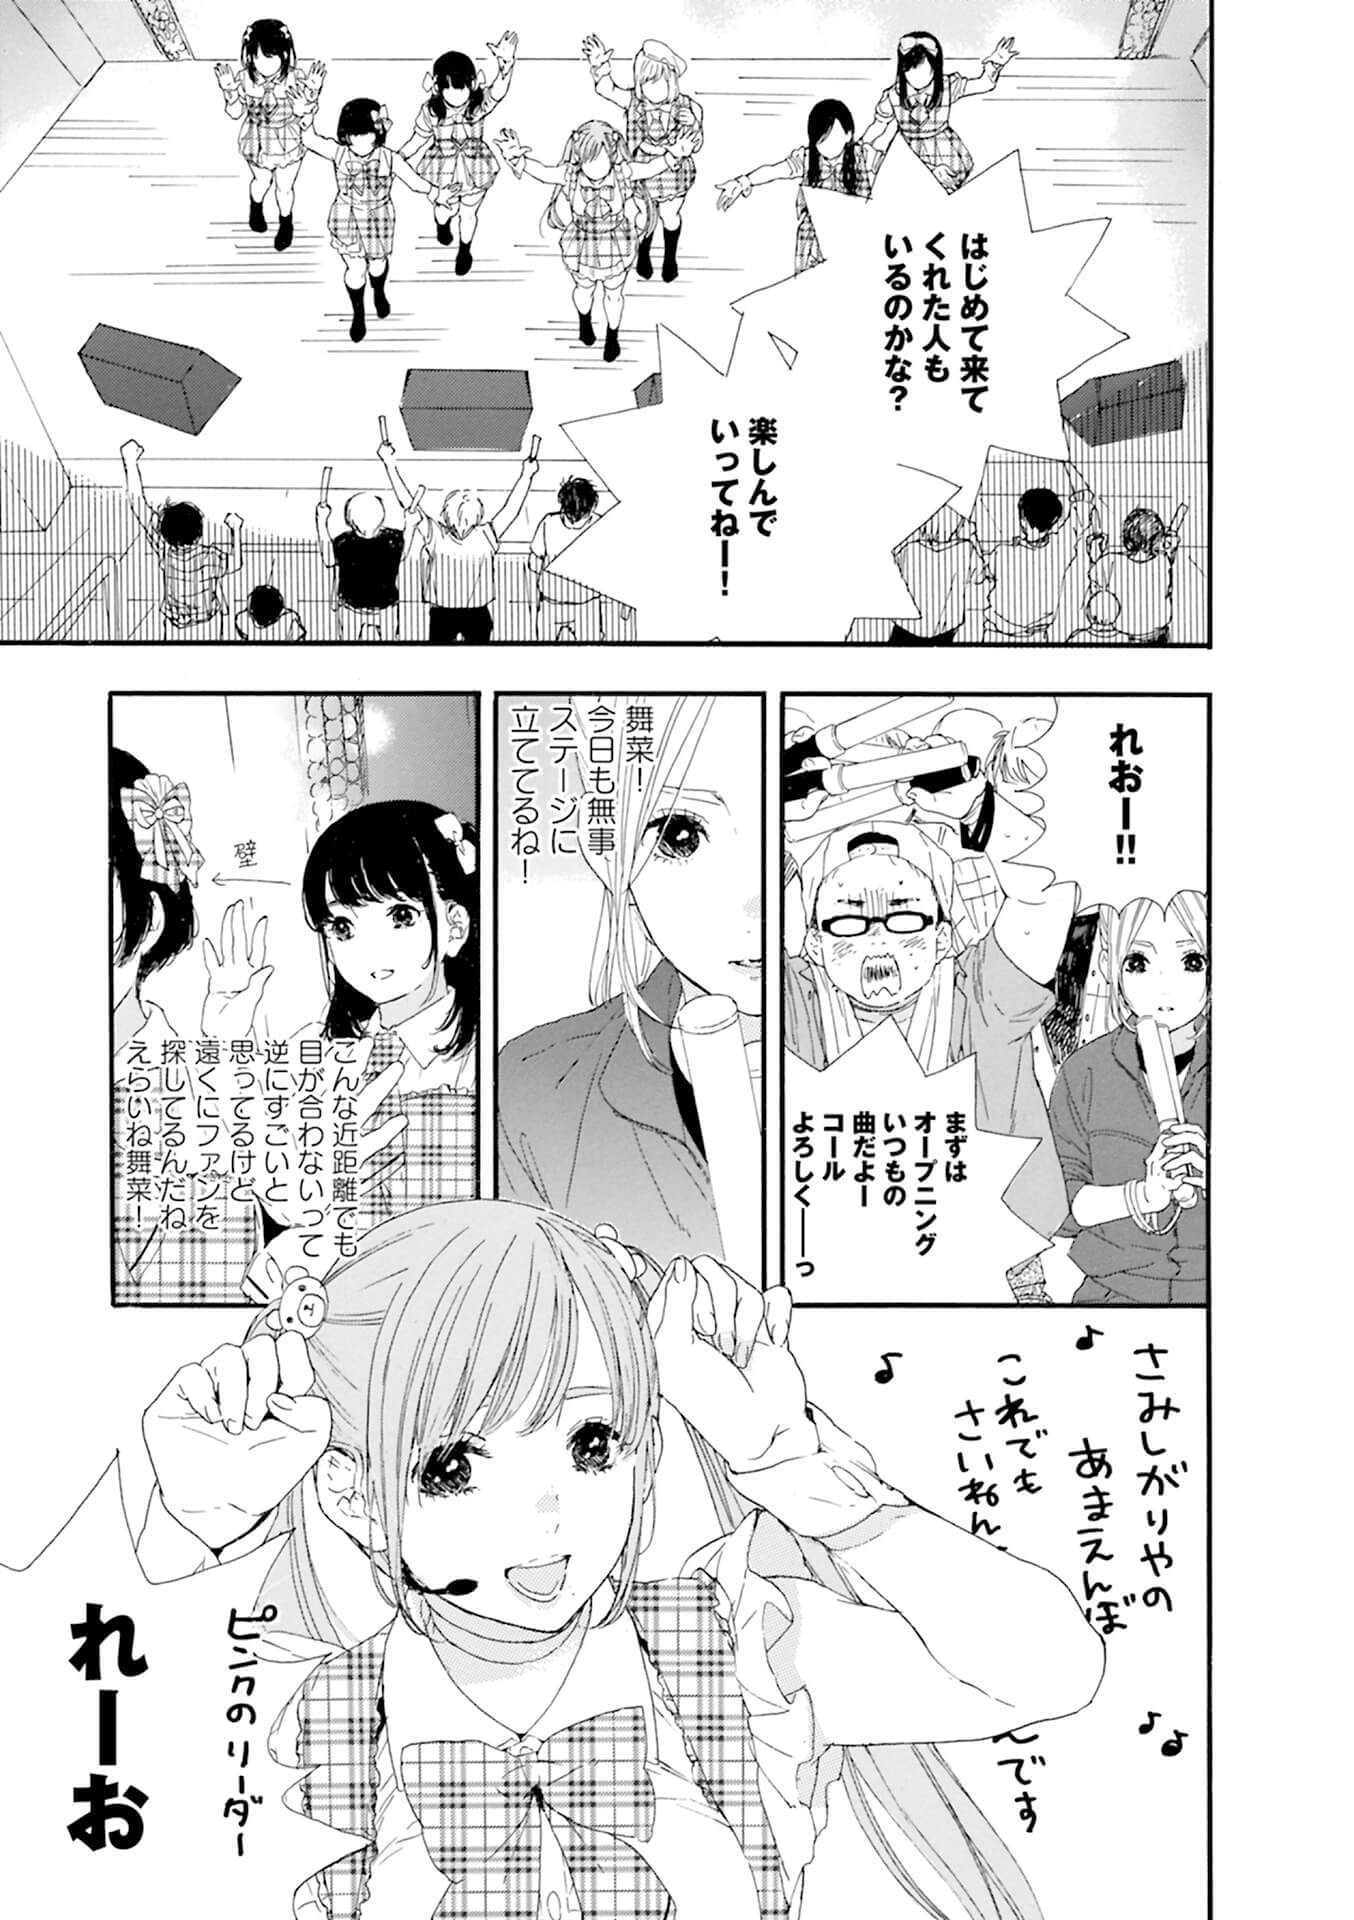 はじめて来て
くれた人も
いるのかな?
楽しんで
いってねー!
れおー!!
まずは
オープニング
いつもの
曲だよー
コール
よろしくーーっ
舞菜!
今日も無事
ステージに
立ててるね!
壁
こんな近距離でも
目が合わないって
逆にすごいと
思ってるけど
遠くにファンを
探してるんだね
えらいね舞菜!
♪
さみしがりやの
あまえんぼ
♪
これでも
さいねん
んです
♪♪
ピンクのリーダー
れーお